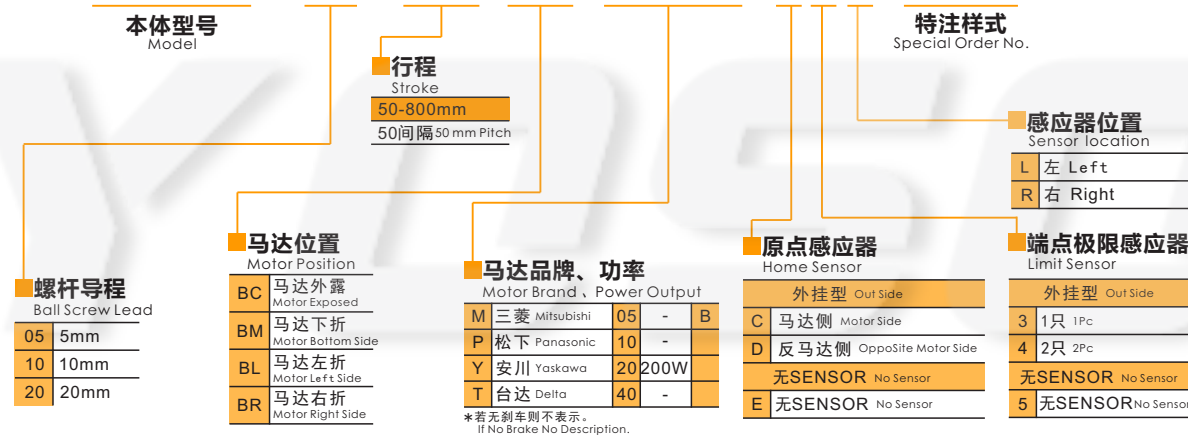 本体型号
Model
特注样式
Special Order No.
行程
Stroke
50-800mm
50间隔50 mm Pitch
感应器位置
Sensor location
L 左 Left
R 右 Right
螺杆导程
Ball Screw Lead
05 5mm
10 10mm
20 20mm
马达位置
Motor Position
BC 马达外露
Motor Exposed
BM 马达下折
Motor Bottom Side
BL 马达左折
Motor Left Side
BR 马达右折
Motor Right Side
马达品牌、功率
Motor Brand 、Power Output
M 三菱 Mitsubishi 05 - B
P 松下 Panasonic 10 -
Y 安川 Yaskawa 20 200W
T 台达 Delta 40 -
*若无刹车则不表示。
If No Brake No Description.
原点感应器
Home Sensor
外挂型 Out Side
C 马达侧 Motor Side
D 反马达侧 OppoSite Motor Side
无SENSOR No Sensor
E 无SENSOR No Sensor
端点极限感应器
Limit Sensor
外挂型 Out Side
3 1只 1Pc
4 2只 2Pc
无SENSOR No Sensor
5 无SENSOR No Sensor